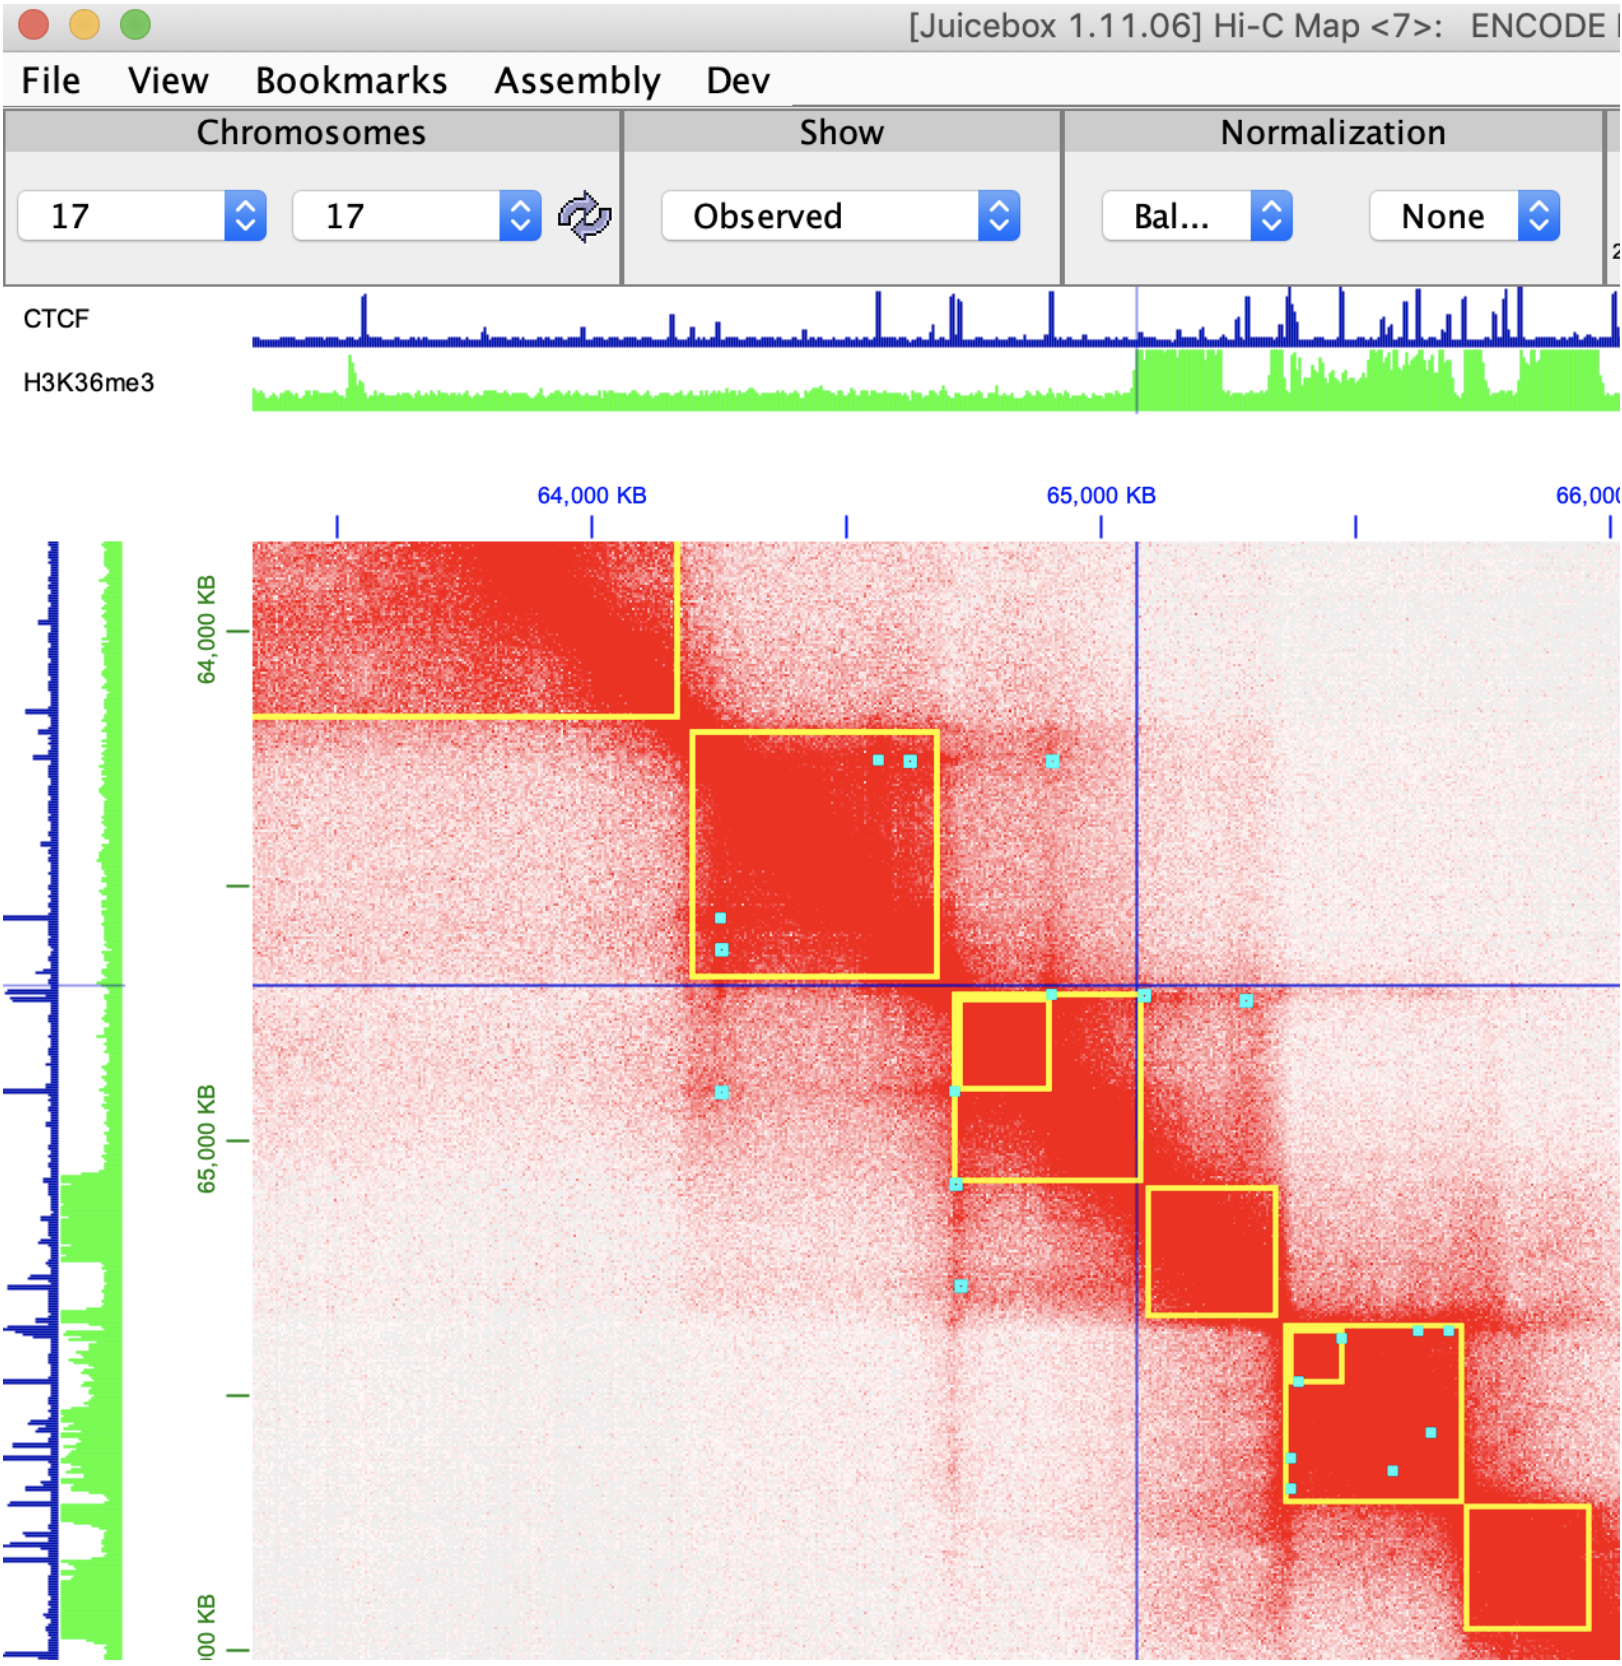 [Juicebox 1.11.06] Hi-C Map <7>: ENCODE
File View Bookmarks Assembly Dev
Chromosomes Show Normalization
17 17 Observed Bal... None
CTCF
H3K36me3
64,000 KB 65,000 KB 66,000
64,000 KB
65,000 KB
00 KB